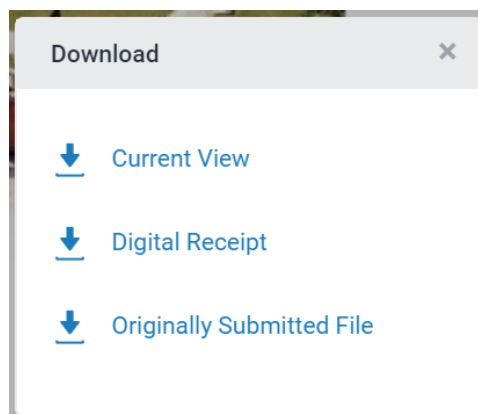 Download
Current View
Digital Receipt
Originally Submitted File